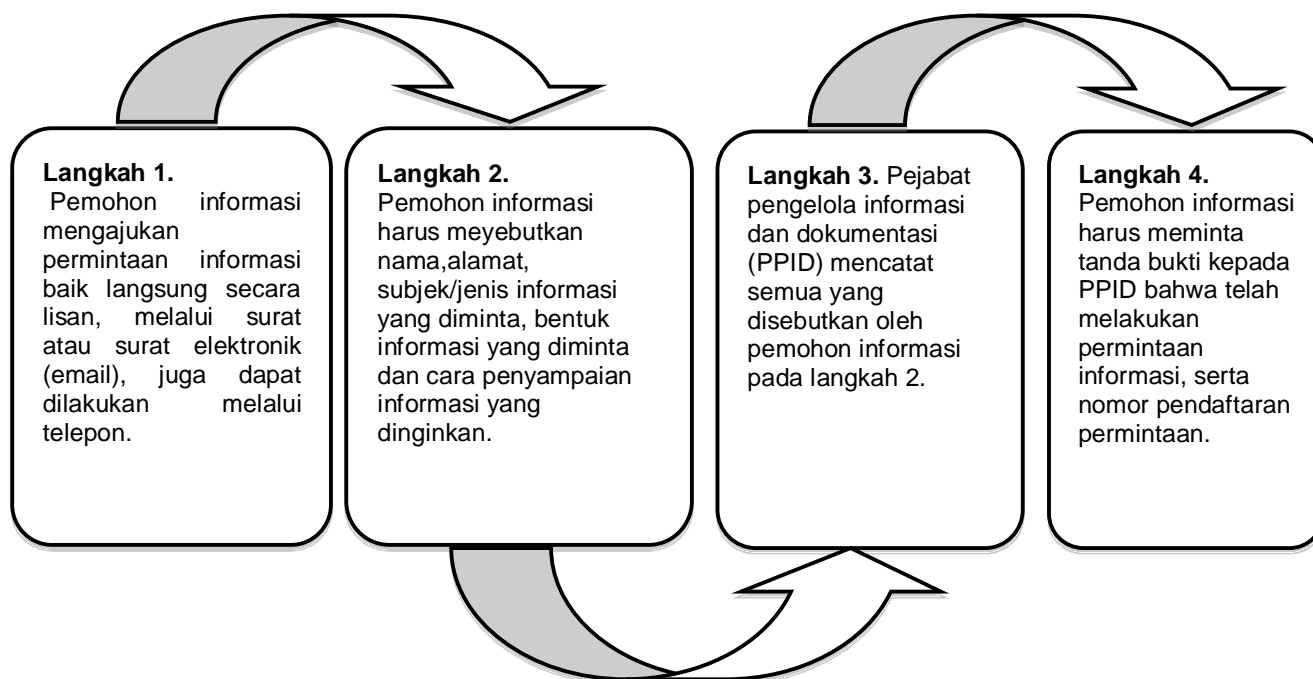 Langkah 1.
Pemohon informasi
mengajukan
permintaan informasi
baik langsung secara
lisan, melalui surat
atau surat elektronik
(email), juga dapat
dilakukan melalui
telepon.
Langkah 2.
Pemohon informasi
harus meyebutkan
nama,alamat,
subjek/jenis informasi
yang diminta, bentuk
informasi yang diminta
dan cara penyampaian
informasi yang
dinginkan.
Langkah 3. Pejabat
pengelola informasi
dan dokumentasi
(PPID) mencatat
semua yang
disebutkan oleh
pemohon informasi
pada langkah 2.
Langkah 4.
Pemohon informasi
harus meminta
tanda bukti kepada
PPID bahwa telah
melakukan
permintaan
informasi, serta
nomor pendaftaran
permintaan.